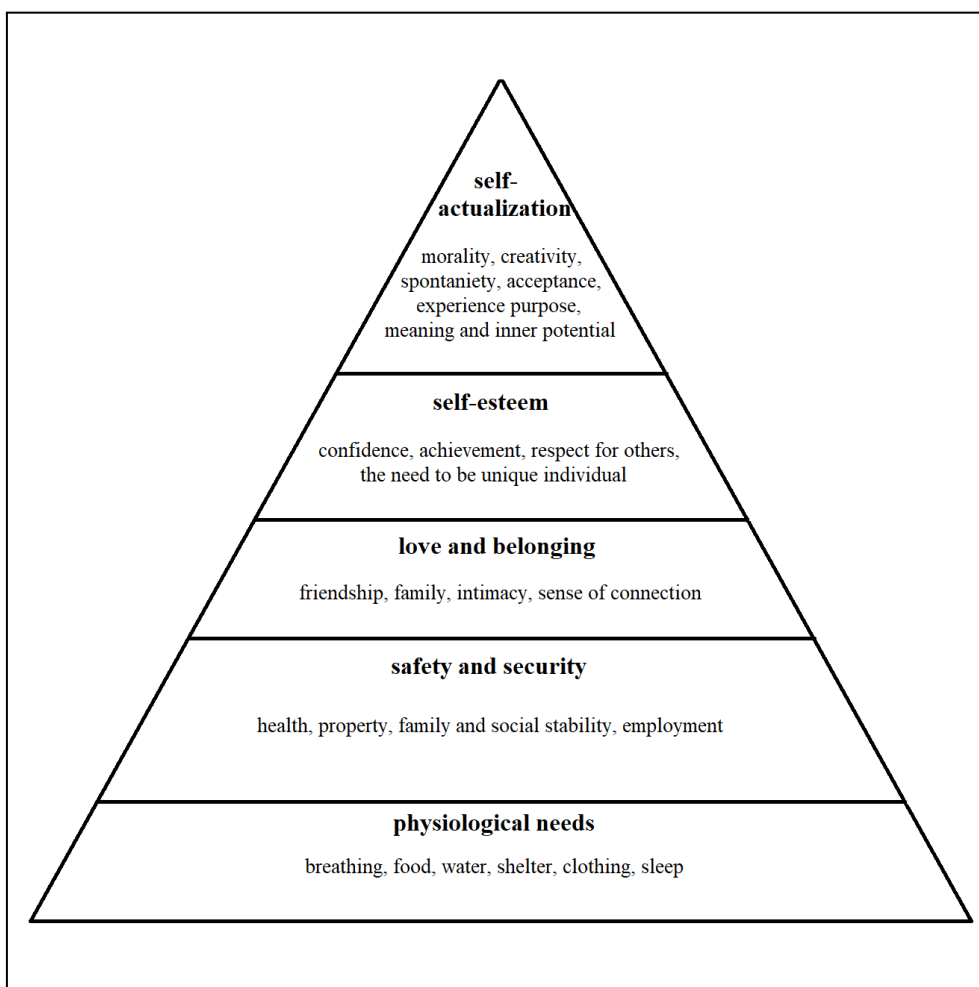 self-
actualization
morality, creativity,
spontaniety, acceptance,
experience purpose,
meaning and inner potential
self-esteem
confidence, achievement, respect for others,
the need to be unique individual
love and belonging
friendship, family, intimacy, sense of connection
safety and security
health, property, family and social stability, employment
physiological needs
breathing, food, water, shelter, clothing, sleep